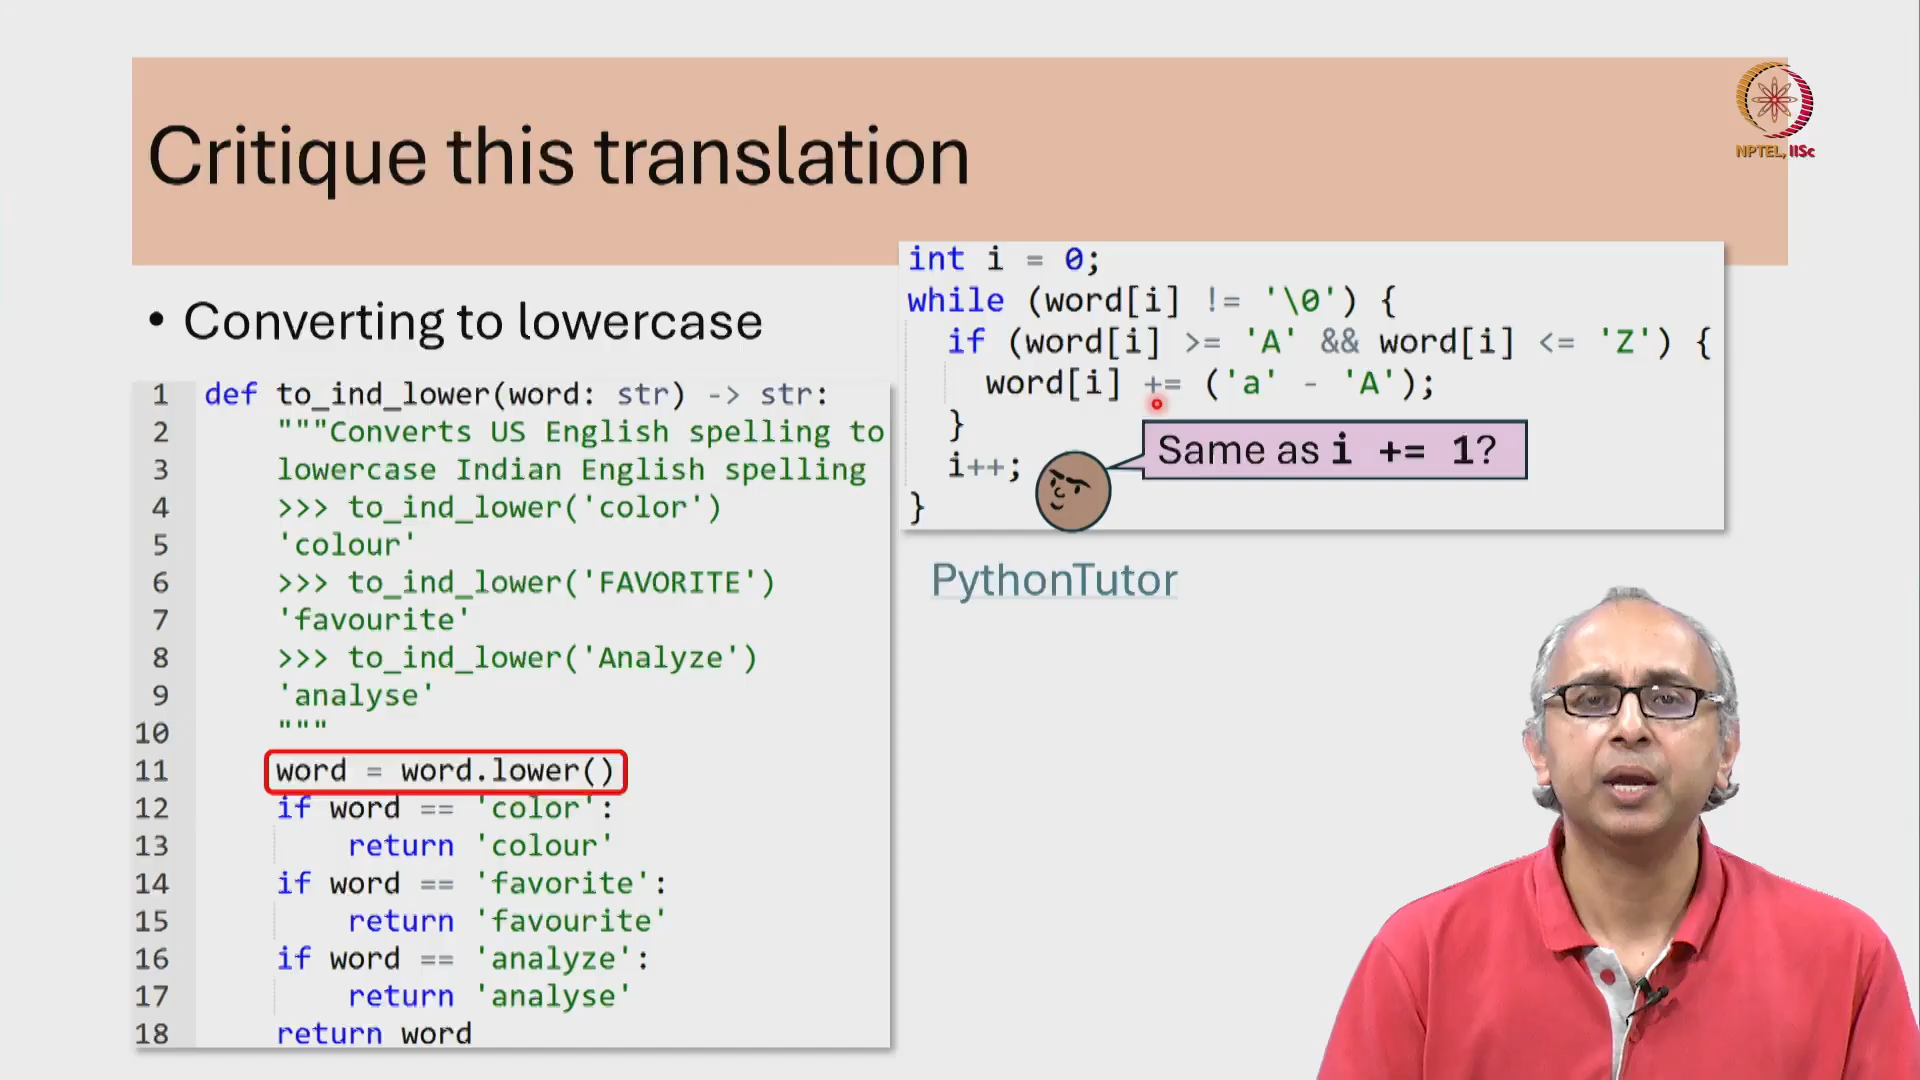 Critique this translation
NPTEL, IISc
• Converting to lowercase
1 def to_ind_lower(word: str) -> str:
2 """Converts US English spelling to
3 lowercase Indian English spelling
4 >>> to_ind_lower('color')
5 'colour'
6 >>> to_ind_lower('FAVORITE')
7 'favourite'
8 >>> to_ind_lower('Analyze')
9 'analyse'
10 """
11 word = word.lower()
12 if word == 'color':
13 return 'colour'
14 if word == 'favorite':
15 return 'favourite'
16 if word == 'analyze':
17 return 'analyse'
18 return word
int i = 0;
while (word[i] != '\0') {
if (word[i] >= 'A' && word[i] <= 'Z') {
word[i] += ('a' - 'A');
}
i++;
}
Same as i += 1?
PythonTutor